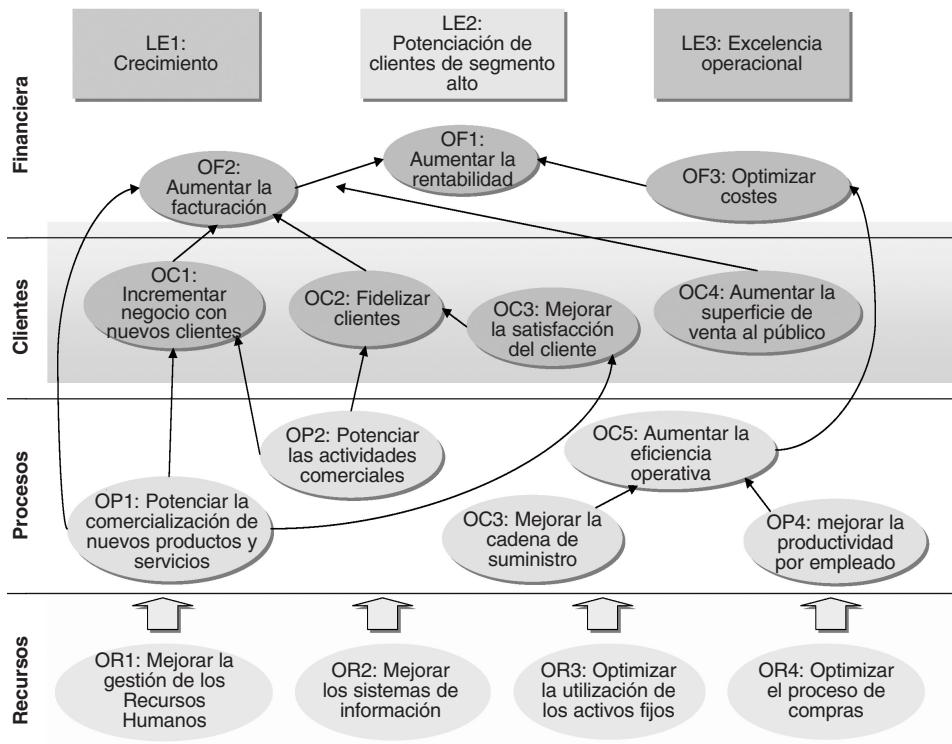 Financiera
LE1:
Crecimiento
LE2:
Potenciación de
clientes de segmento
alto
LE3: Excelencia
operacional
OF1:
Aumentar la
rentabilidad
OF2:
Aumentar la
facturación
OF3: Optimizar
costes
Clientes
OC1:
Incrementar
negocio con
nuevos clientes
OC2: Fidelizar
clientes
OC3: Mejorar
la satisfacción
del cliente
OC4: Aumentar la
superficie de
venta al público
Procesos
OP2: Potenciar
las actividades
comerciales
OC5: Aumentar la
eficiencia
operativa
OP1: Potenciar la
comercialización de
nuevos productos y
servicios
OC3: Mejorar la
cadena de
suministro
OP4: mejorar la
productividad
por empleado
Recursos
OR1: Mejorar la
gestión de los
Recursos
Humanos
OR2: Mejorar
los sistemas de
información
OR3: Optimizar
la utilización de
los activos fijos
OR4: Optimizar
el proceso de
compras